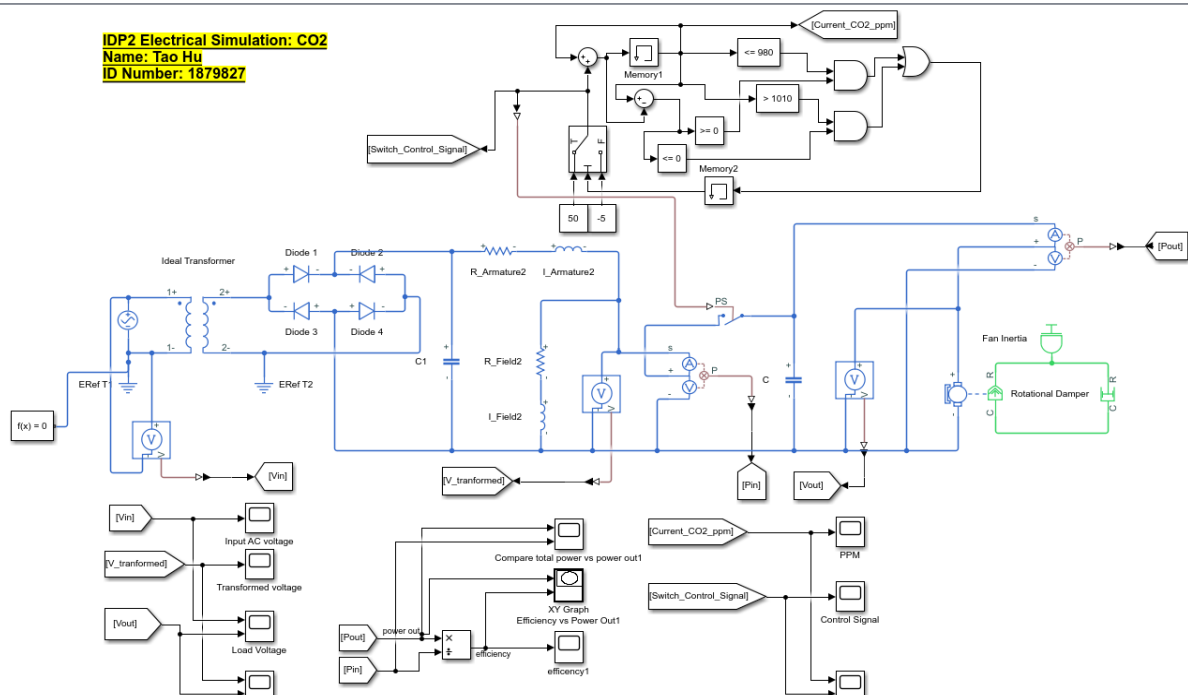 IDP2 Electrical Simulation: CO2
Name: Tao Hu
ID Number: 1879827
[Current_CO2_ppm]
<= 980
Memory1
> 1010
>= 0
<= 0
[Switch_Control_Signal]
T
F
Memory2
50
-5
s
+
-
A
V
P
[Pout]
Ideal Transformer
Diode 1
Diode 2
1+
2+
Diode 3
Diode 4
1-
2-
R_Armature2
I_Armature2
PS
C1
R_Field2
I_Field2
s
+
-
A
V
P
C
V
V
Fan Inertia
Rotational Damper
R
C
R
C
ERef T1
ERef T2
f(x) = 0
V
[Vin]
[V_tranformed]
[Pin]
[Vout]
[Vin]
Input AC voltage
[V_tranformed]
Transformed voltage
[Vout]
Load Voltage
Compare total power vs power out1
XY Graph
Efficiency vs Power Out1
[Pout]
power out
×
÷
efficiency
[Pin]
efficency1
[Current_CO2_ppm]
PPM
[Switch_Control_Signal]
Control Signal